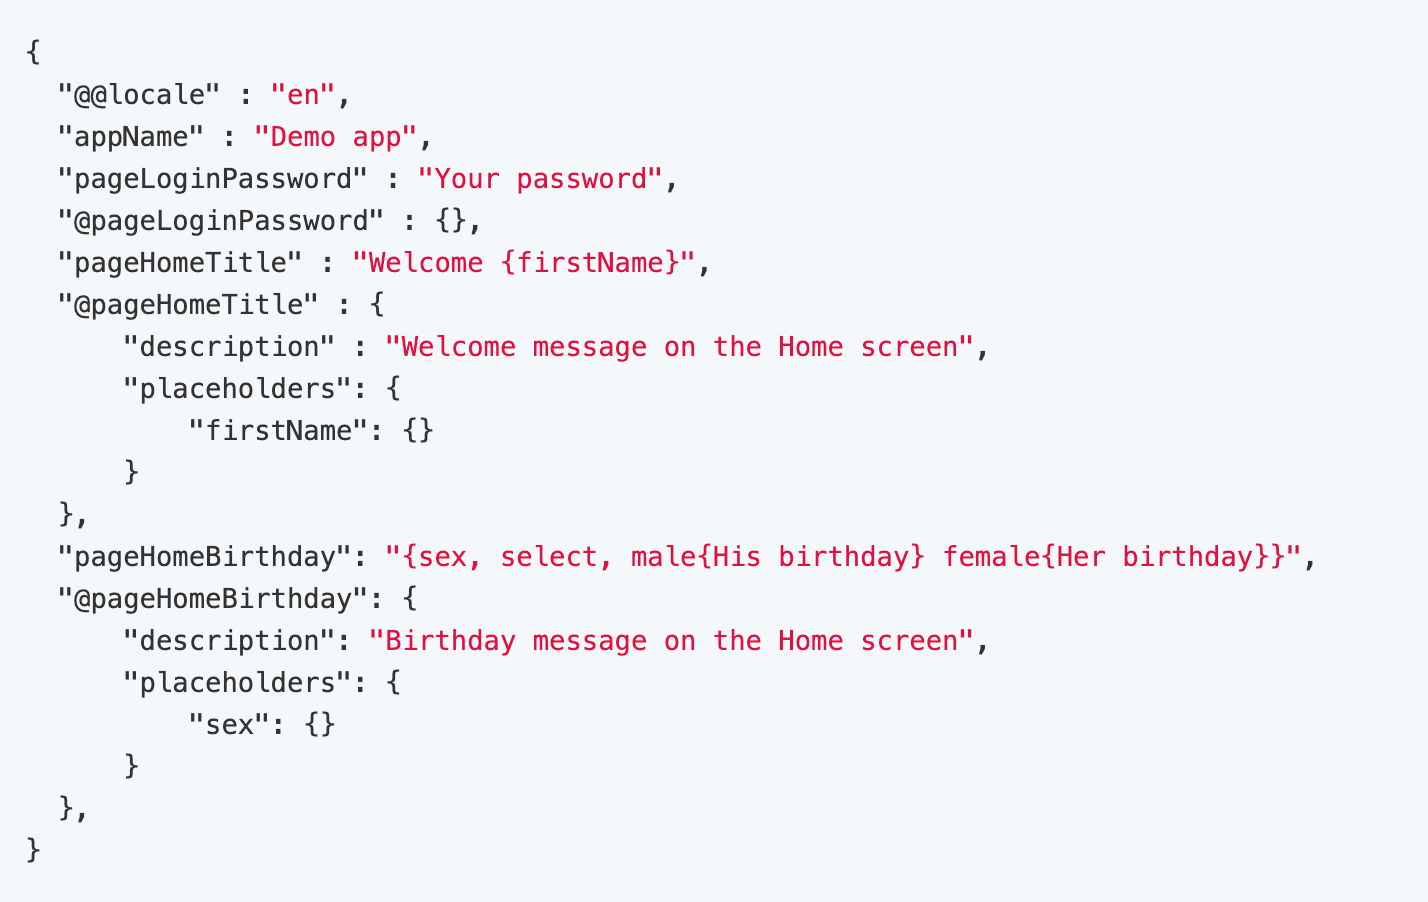 {
  "@@locale" : "en",
  "appName" : "Demo app",
  "pageLoginPassword" : "Your password",
  "@pageLoginPassword" : {},
  "pageHomeTitle" : "Welcome {firstName}",
  "@pageHomeTitle" : {
      "description" : "Welcome message on the Home screen",
      "placeholders": {
          "firstName": {}
      }
  },
  "pageHomeBirthday": "{sex, select, male{His birthday} female{Her birthday}}",
  "@pageHomeBirthday": {
      "description": "Birthday message on the Home screen",
      "placeholders": {
          "sex": {}
      }
  },
}